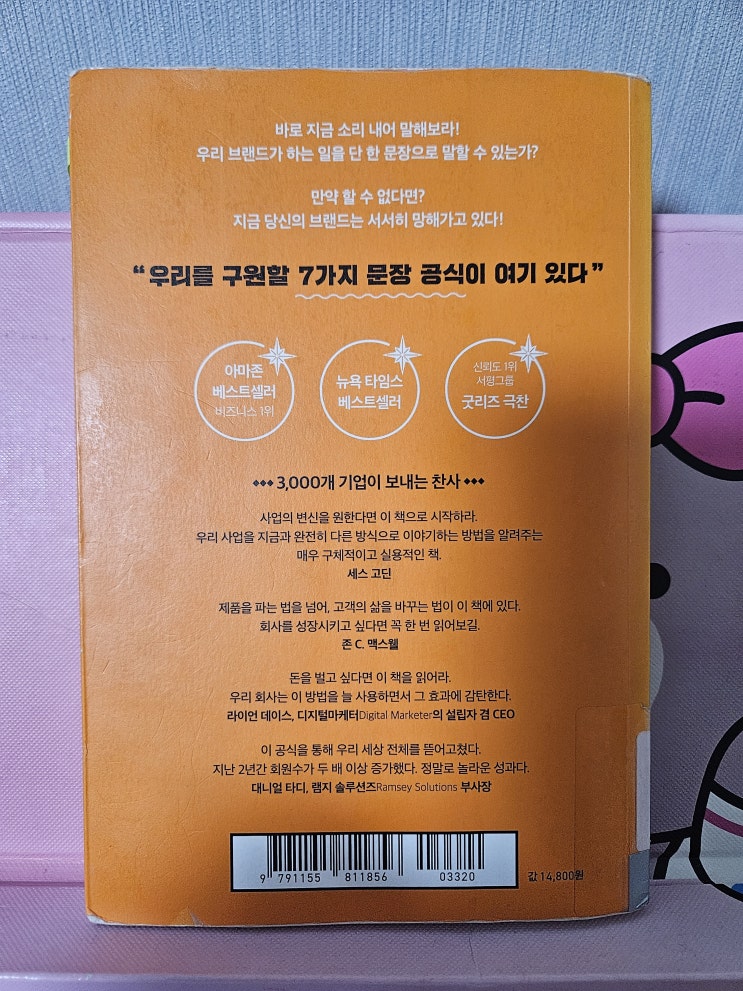 바로 지금 소리 내어 말해보라!
우리 브랜드가 하는 일을 단 한 문장으로 말할 수 있는가?
만약 할 수 없다면?
지금 당신의 브랜드는 서서히 망해가고 있다!
“우리를 구원할 7가지 문장 공식이 여기 있다”
아마존
베스트셀러
비즈니스 1위
뉴욕 타임스
베스트셀러
신뢰도 1위
서평그룹
굿리즈 극찬
3,000개 기업이 보내는 찬사
사업의 변신을 원한다면 이 책으로 시작하라.
우리 사업을 지금과 완전히 다른 방식으로 이야기하는 방법을 알려주는
매우 구체적이고 실용적인 책.
세스 고딘
제품을 파는 법을 넘어, 고객의 삶을 바꾸는 법이 이 책에 있다.
회사를 성장시키고 싶다면 꼭 한 번 읽어보길.
존 C. 맥스웰
돈을 벌고 싶다면 이 책을 읽어라.
우리 회사는 이 방법을 늘 사용하면서 그 효과에 감탄한다.
라이언 데이스, 디지털마케터Digital Marketer의 설립자 겸 CEO
이 공식을 통해 우리 세상 전체를 뜯어고쳤다.
지난 2년간 회원수가 두 배 이상 증가했다. 정말로 놀라운 성과다.
대니얼 타디, 램지 솔루션즈Ramsey Solutions 부사장
9 791155 811856 03320
값 14,800원